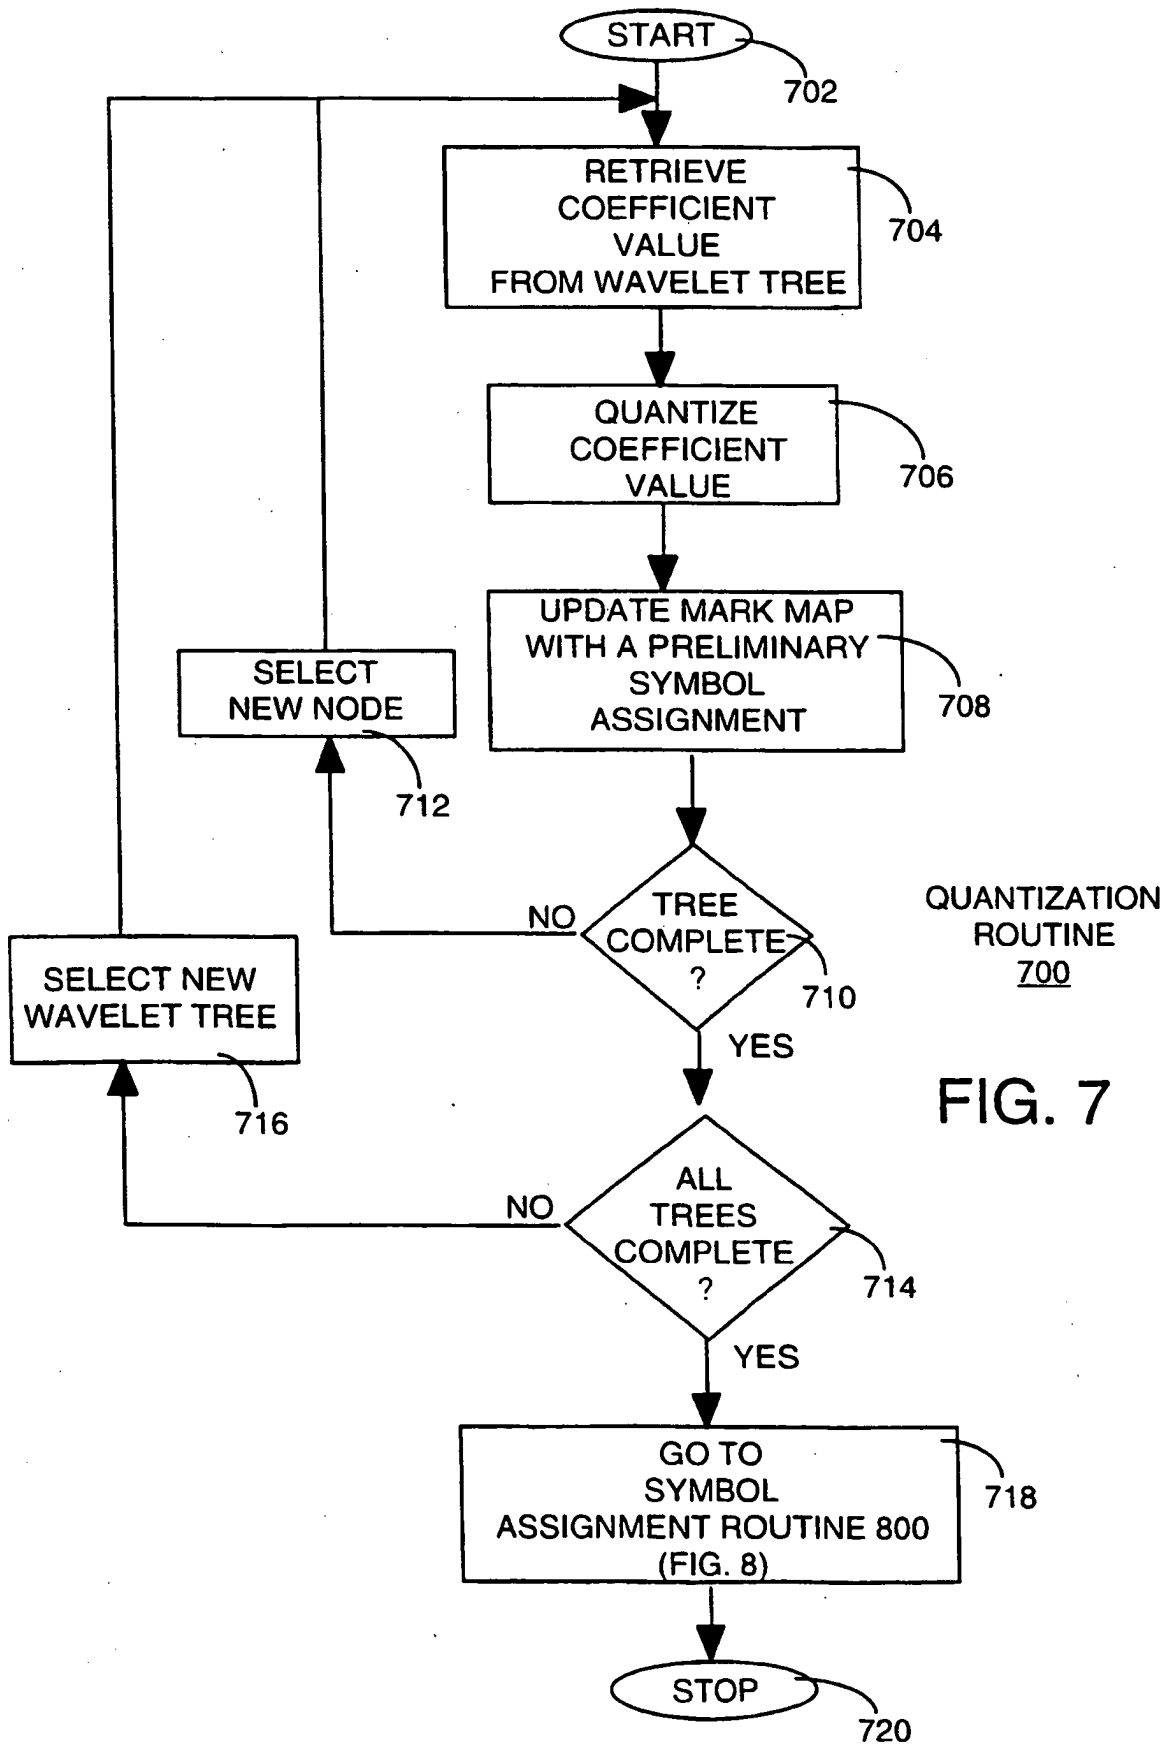 START
702
RETRIEVE
COEFFICIENT
VALUE
FROM WAVELET TREE
704
QUANTIZE
COEFFICIENT
VALUE
706
UPDATE MARK MAP
WITH A PRELIMINARY
SYMBOL
ASSIGNMENT
708
SELECT
NEW NODE
712
TREE
COMPLETE
?
710
NO
YES
QUANTIZATION
ROUTINE
700
SELECT NEW
WAVELET TREE
716
FIG. 7
ALL
TREES
COMPLETE
?
714
NO
YES
GO TO
SYMBOL
ASSIGNMENT ROUTINE 800
(FIG. 8)
718
STOP
720